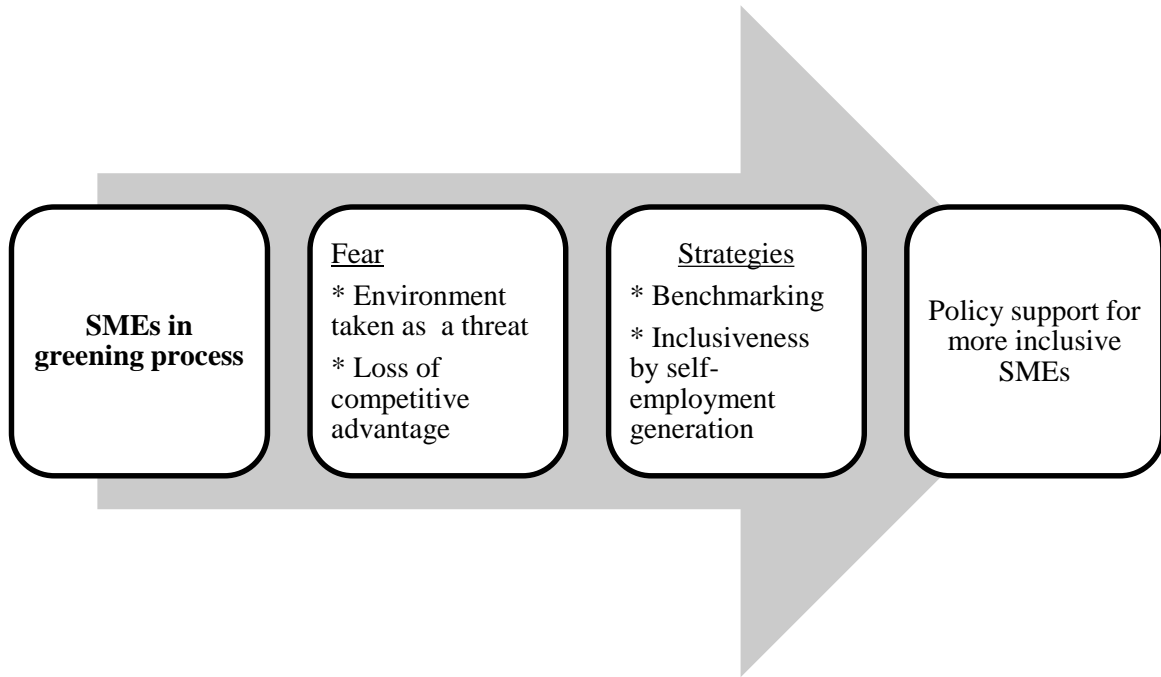 SMEs in
greening process
Fear
* Environment
taken as a threat
* Loss of
competitive
advantage
Strategies
* Benchmarking
* Inclusiveness
by self-
employment
generation
Policy support for
more inclusive
SMEs